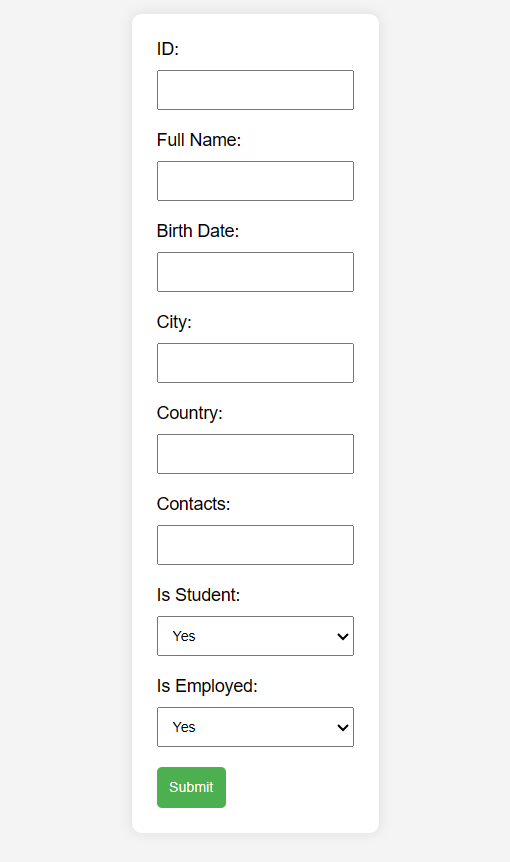 ID:
Full Name:
Birth Date:
City:
Country:
Contacts:
Is Student:
Yes
Is Employed:
Yes
Submit